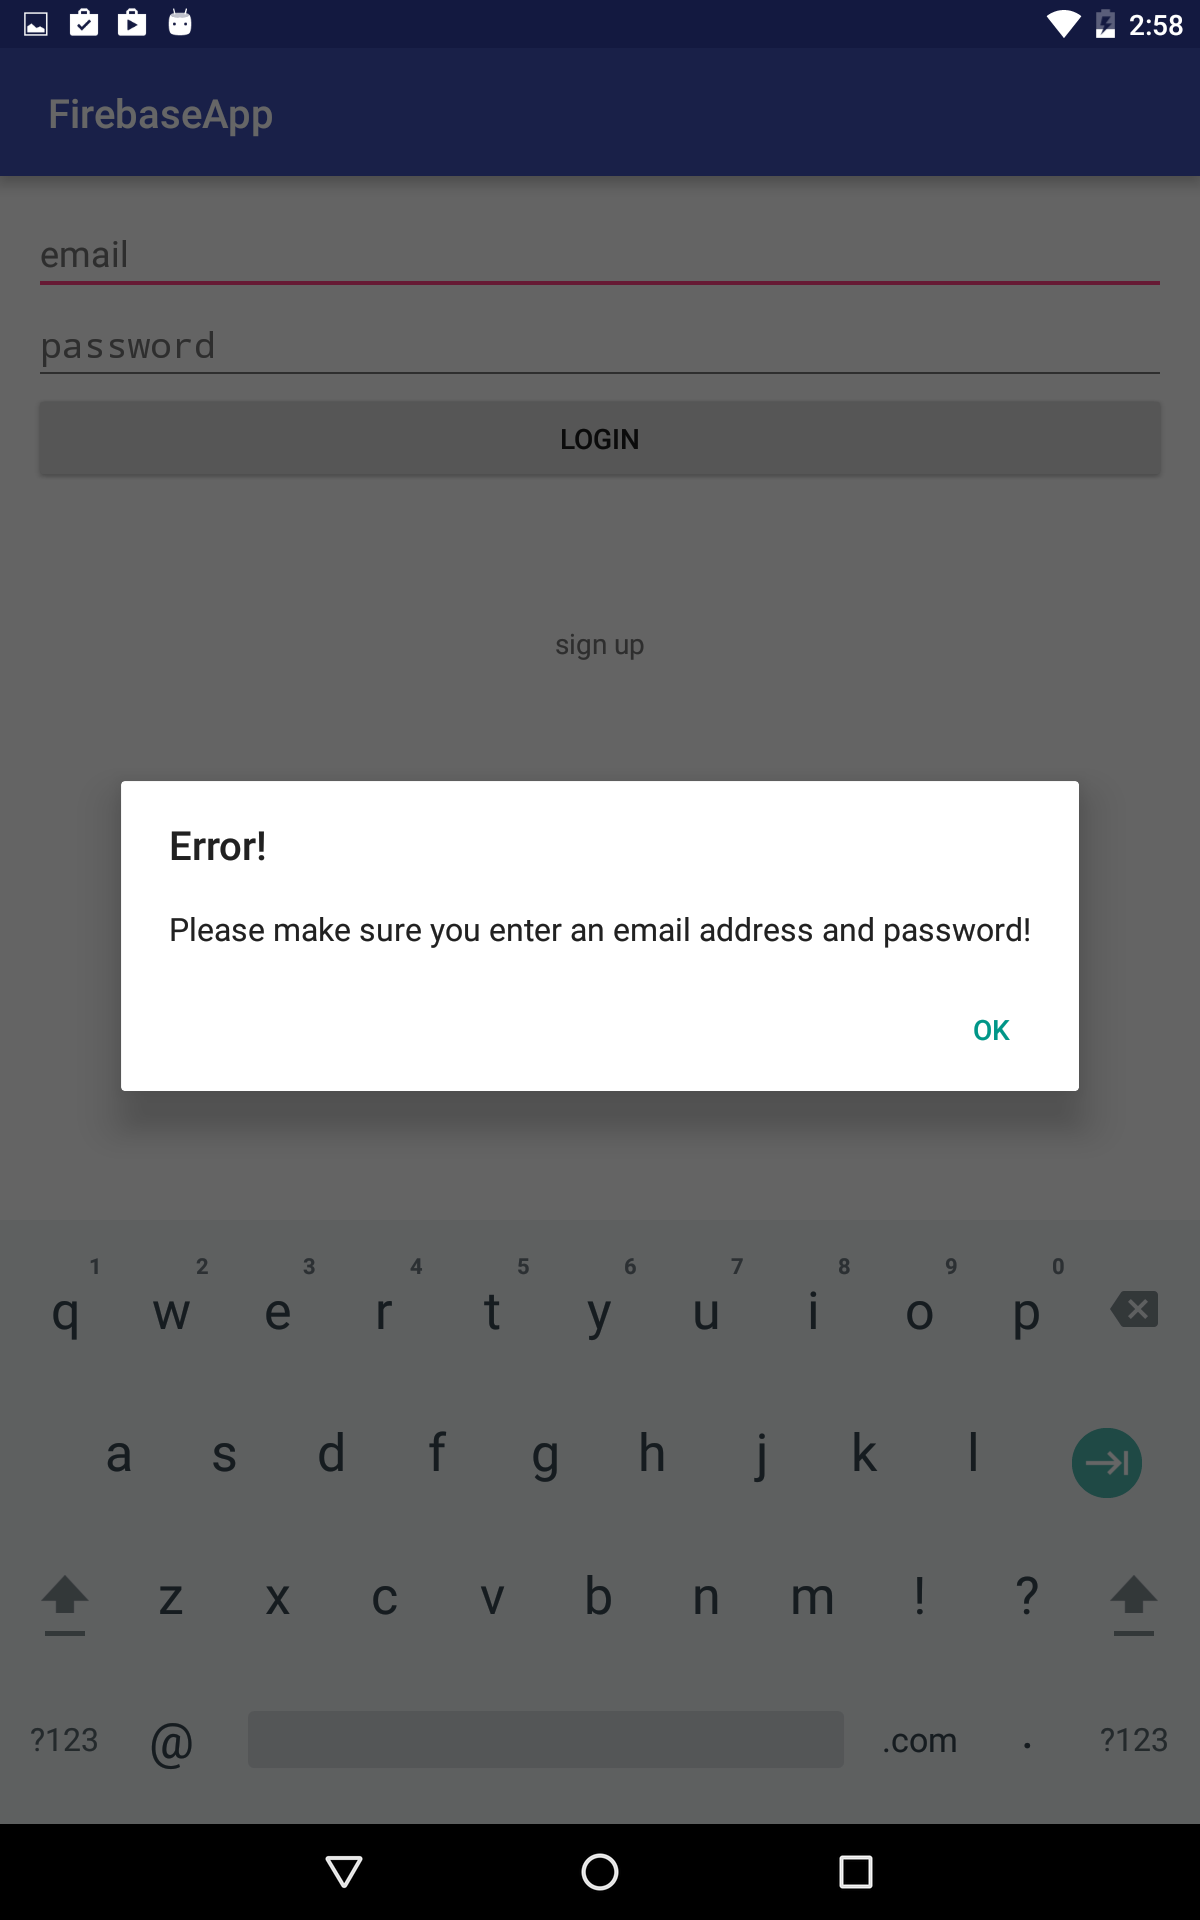 2:58
FirebaseApp
email
password
LOGIN
sign up
Error!
Please make sure you enter an email address and password!
OK
1 2 3 4 5 6 7 8 9 0
q w e r t y u i o p
a s d f g h j k l
z x c v b n m ! ?
?123 @ .com . ?123